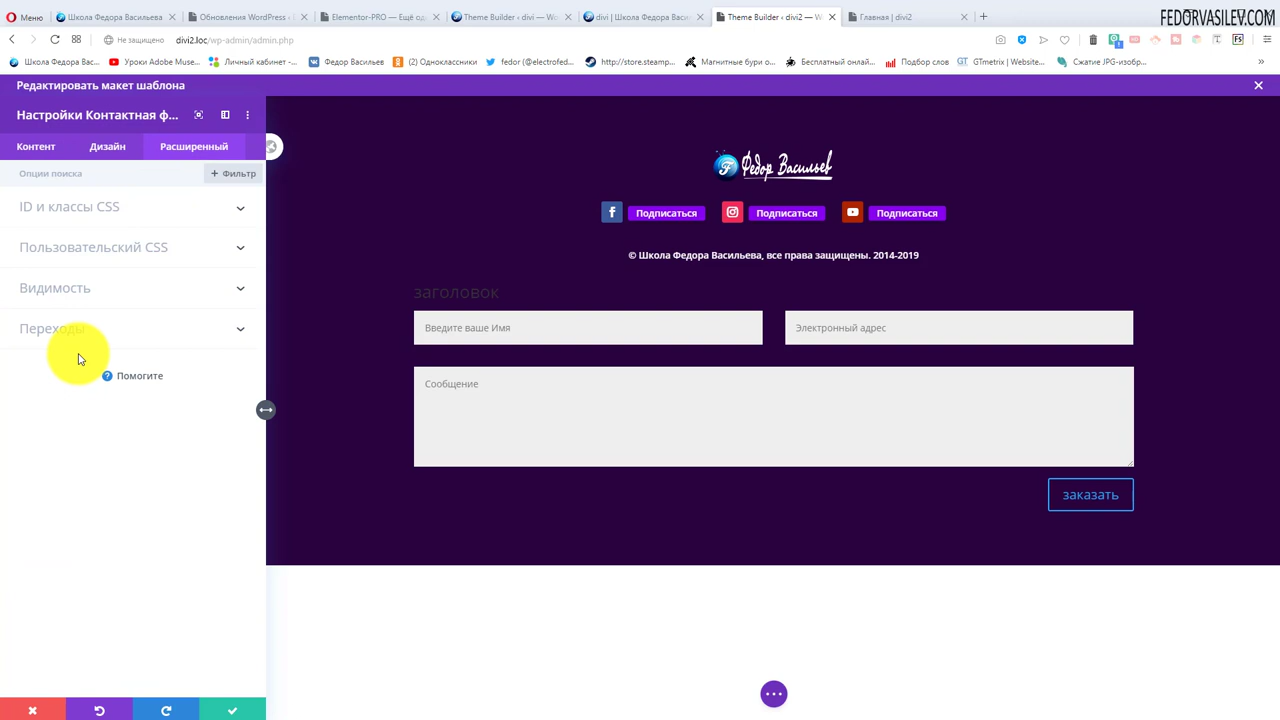 Меню
Школа Федора Васильева
Обновления WordPress ‹
Elementor-PRO — Ещё од
Theme Builder ‹ divi — Wo
divi | Школа Федора Васи
Theme Builder ‹ divi2 — W
Главная | divi2
FEDORVASILEV.COM
Не защищено
divi2.loc/wp-admin/admin.php
Школа Федора Вас...
Уроки Adobe Muse...
Личный кабинет -...
Федор Васильев
(2) Одноклассники
fedor (@electrofed...
http://store.steamp...
Магнитные бури о...
Бесплатный онлай...
Подбор слов
GTmetrix | Website...
Сжатие JPG-изобр...
Редактировать макет шаблона
Настройки Контактная ф...
Контент
Дизайн
Расширенный
Опции поиска
+ Фильтр
ID и классы CSS
Пользовательский CSS
Видимость
Переходы
Помогите
Федор Васильев
Подписаться
Подписаться
Подписаться
© Школа Федора Васильева, все права защищены. 2014-2019
заголовок
Введите ваше Имя
Электронный адрес
Сообщение
заказать